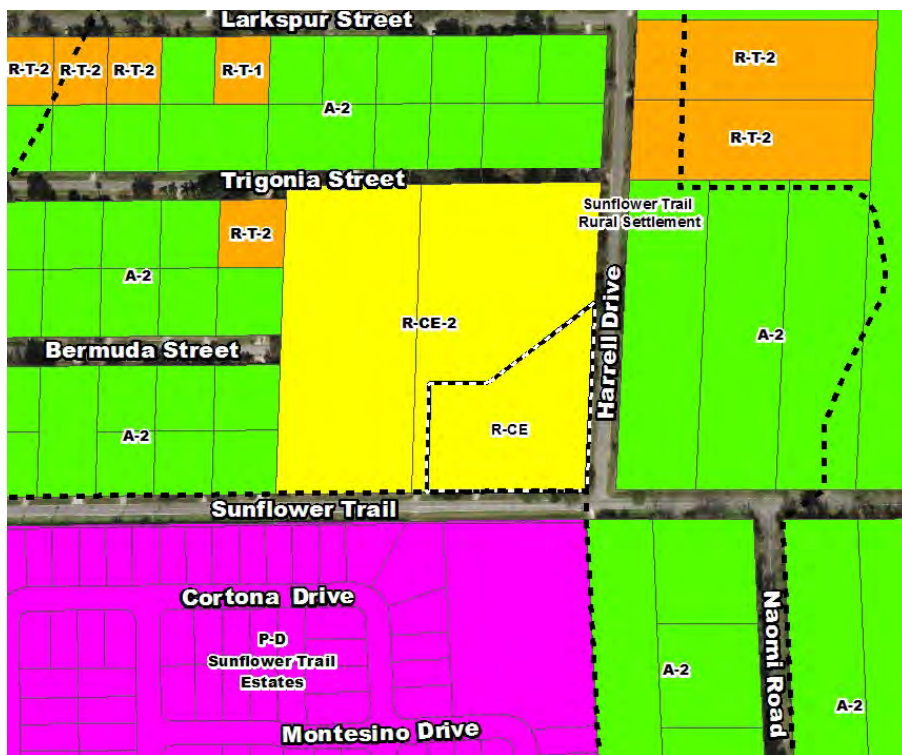 Larkspur Street
R-T-2
R-T-2
R-T-2
R-T-1
R-T-2
A-2
R-T-2
Trigonia Street
Sunflower Trail
Rural Settlement
R-T-2
A-2
Harrell Drive
R-CE-2
A-2
Bermuda Street
R-CE
A-2
Sunflower Trail
Cortona Drive
Naomi Road
P-D
Sunflower Trail
Estates
A-2
A-2
Montesino Drive